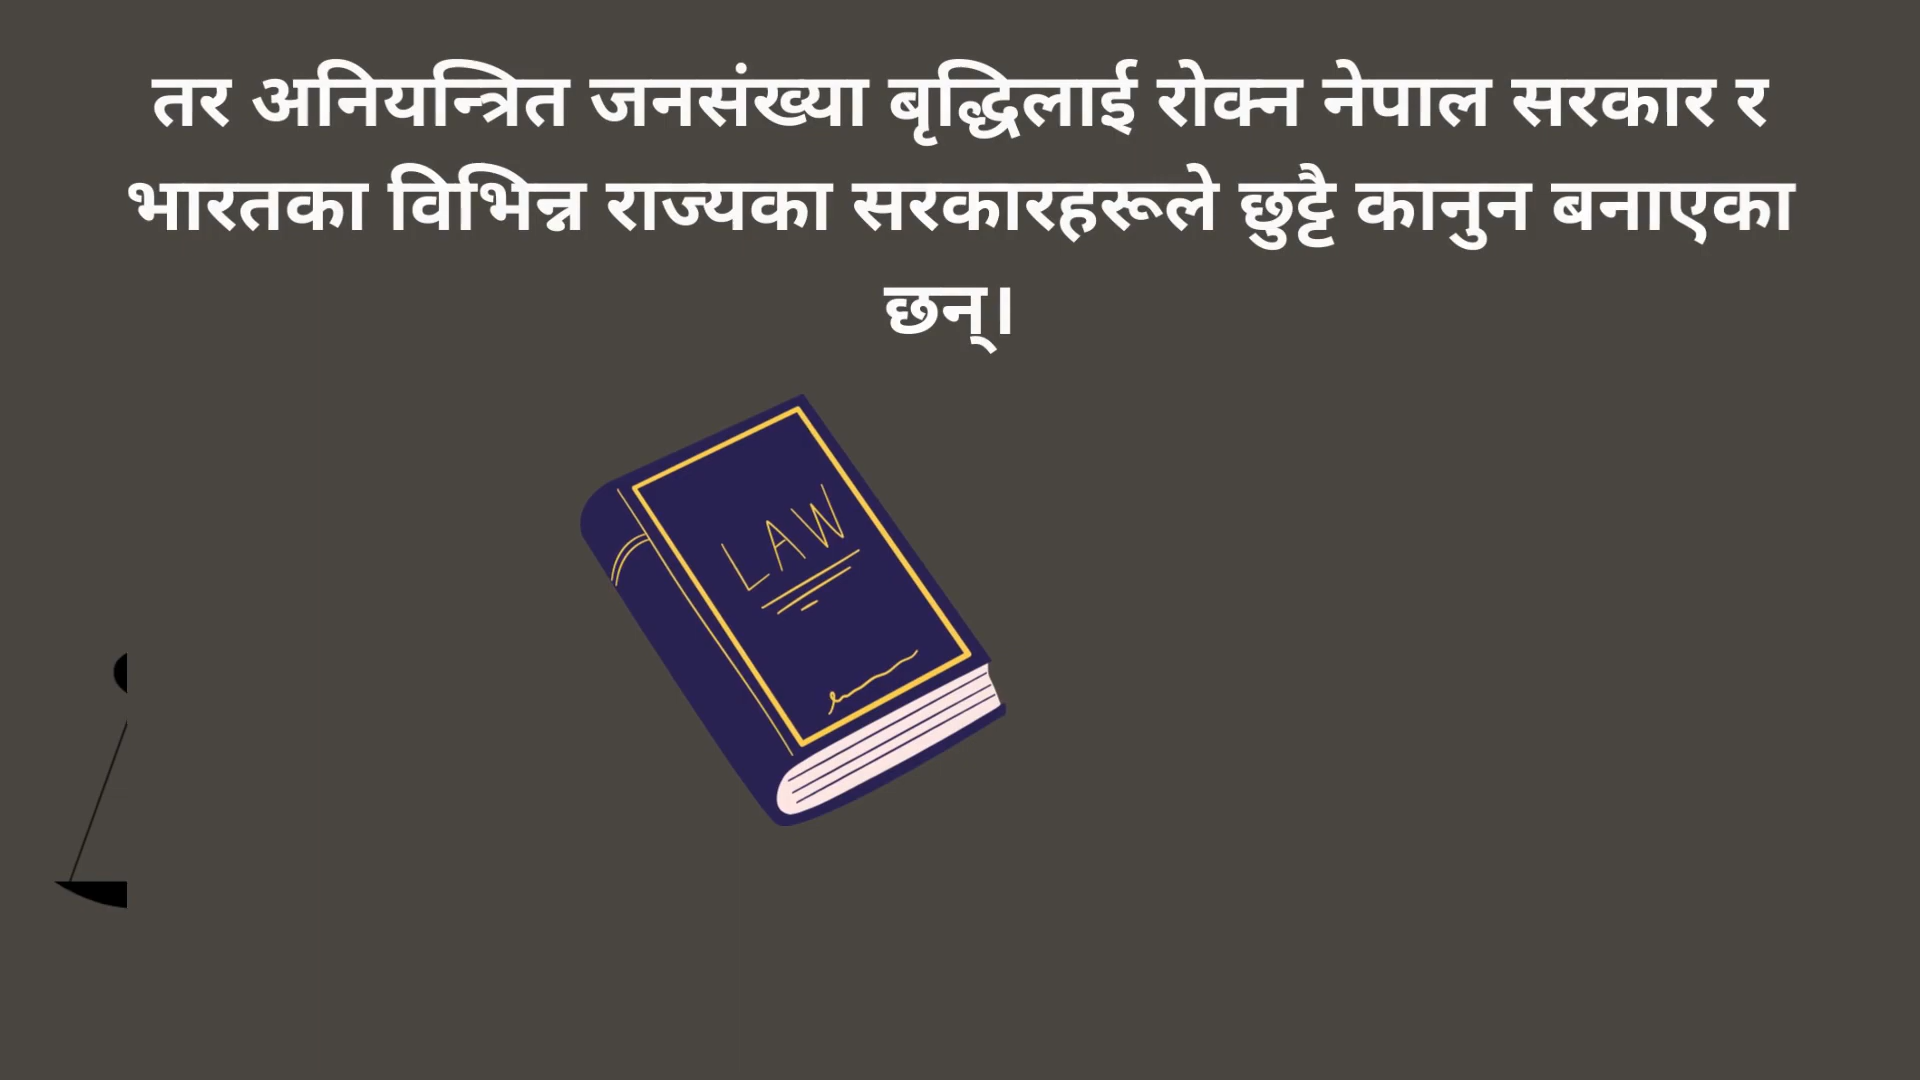 तर अनियन्त्रित जनसंख्या बृद्धिलाई रोक्न नेपाल सरकार र
भारतका विभिन्न राज्यका सरकारहरूले छुट्टै कानुन बनाएका
छन्।
LAW